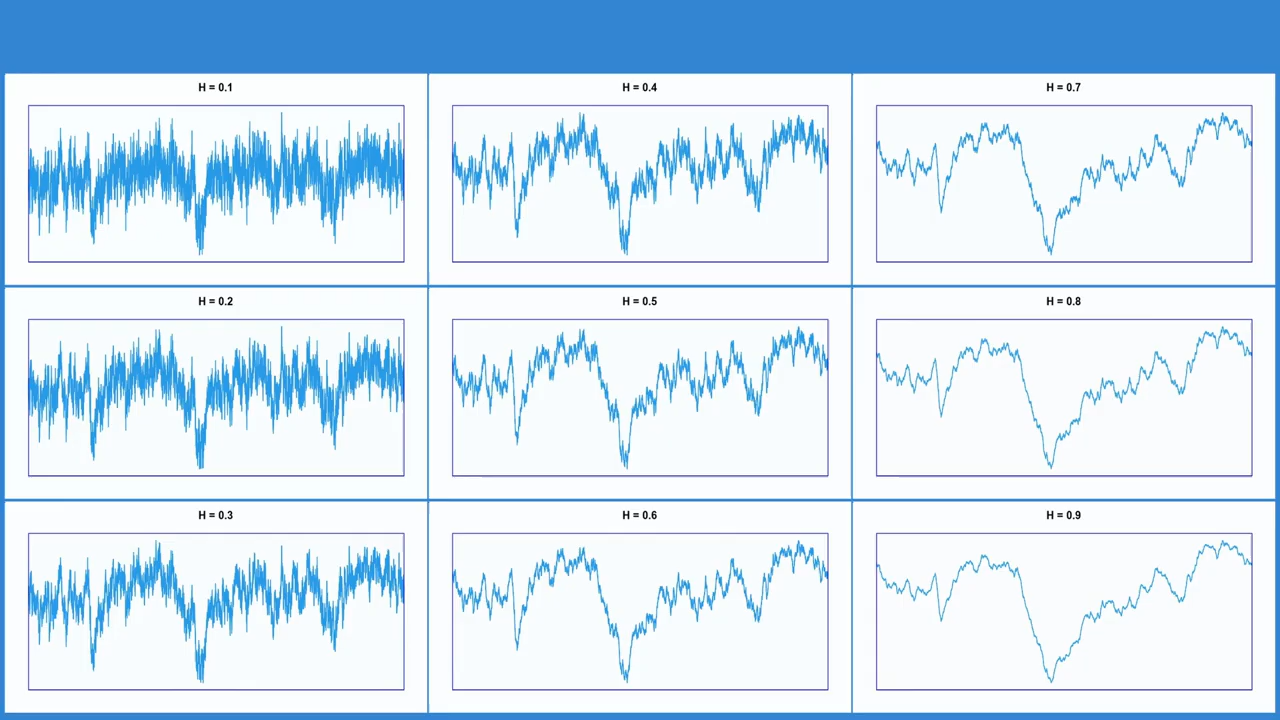 H = 0.1
H = 0.4
H = 0.7
H = 0.2
H = 0.5
H = 0.8
H = 0.3
H = 0.6
H = 0.9